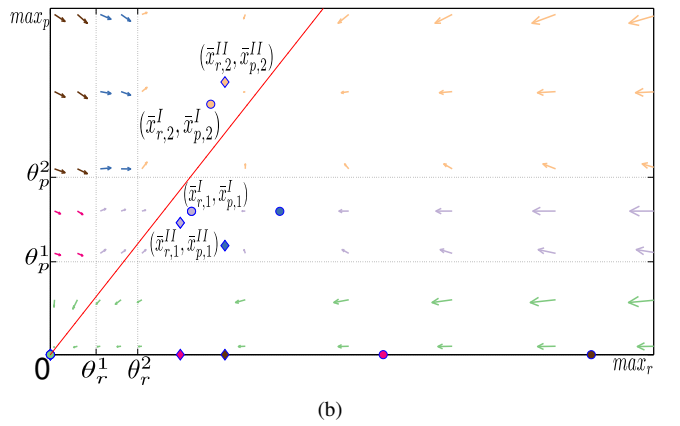 max_p
(x̄^{II}_{r,2}, x̄^{II}_{p,2})
(x̄^{I}_{r,2}, x̄^{I}_{p,2})
θ^2_p
(x̄^{I}_{r,1}, x̄^{I}_{p,1})
(x̄^{II}_{r,1}, x̄^{II}_{p,1})
θ^1_p
0 θ^1_r θ^2_r max_r
(b)